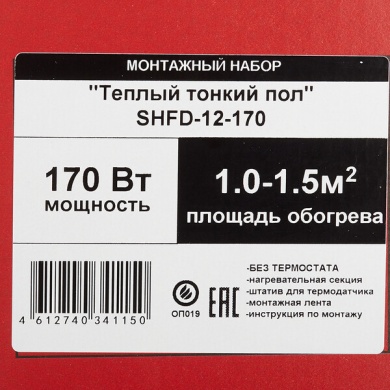 МОНТАЖНЫЙ НАБОР
"Теплый тонкий пол"
SHFD-12-170
170 Вт
мощность
1.0-1.5м²
площадь обогрева
4 612740 341150
ОП019
ЕАС
-БЕЗ ТЕРМОСТАТА
-нагревательная секция
-штатив для термодатчика
-монтажная лента
-инструкция по монтажу